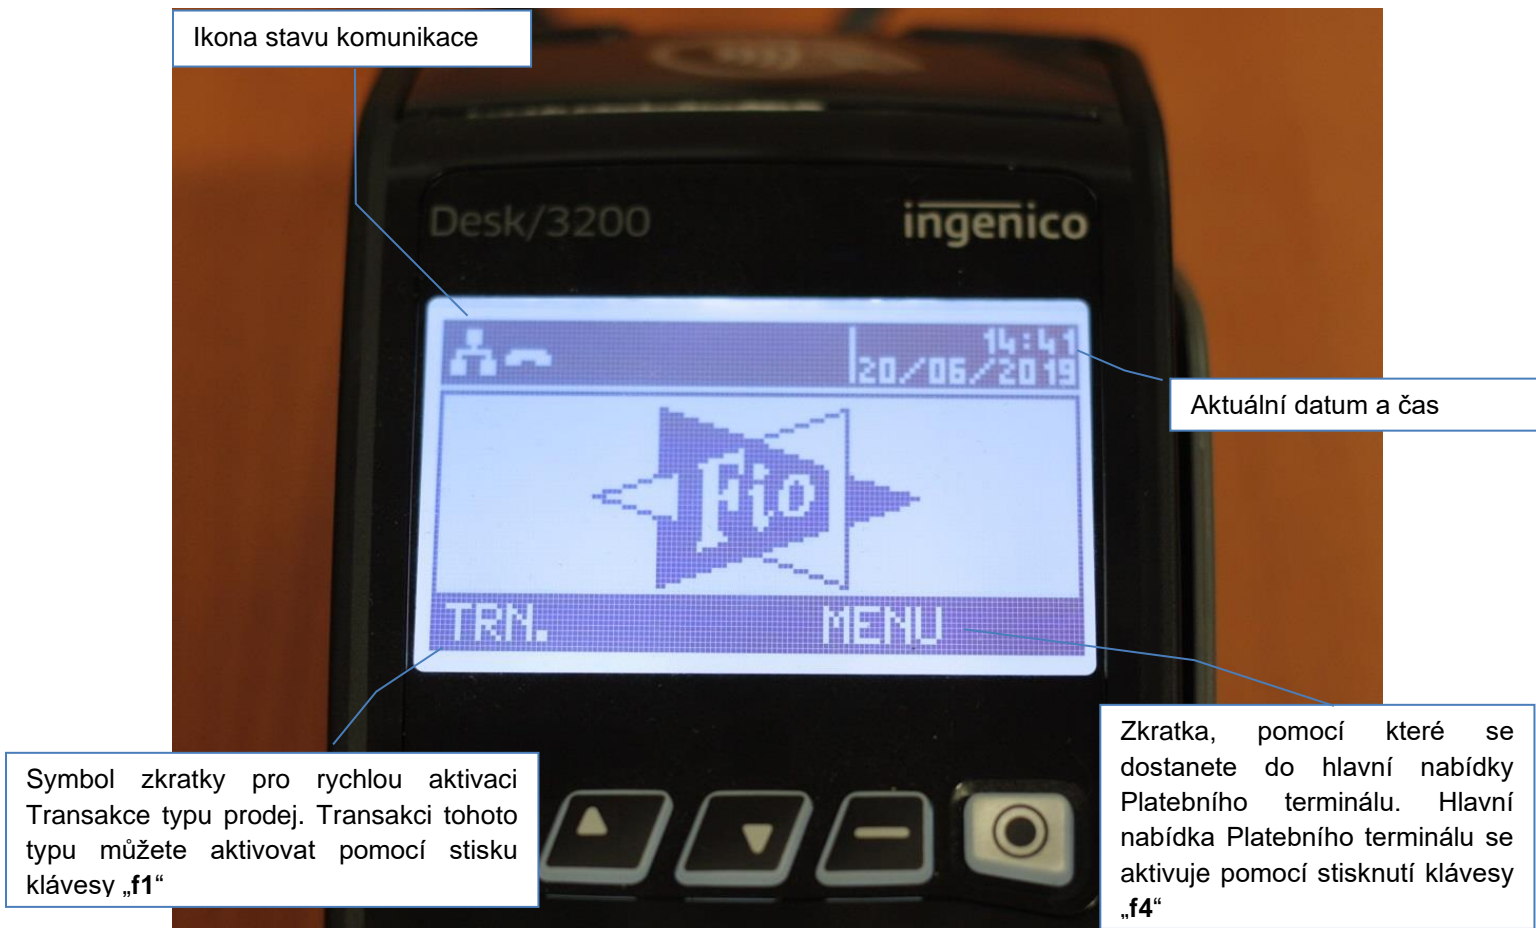 Ikona stavu komunikace
Desk/3200
ingenico
14:41
20/06/2019
Aktuální datum a čas
Fio
TRN.
MENU
Symbol zkratky pro rychlou aktivaci
Transakce typu prodej. Transakci tohoto
typu můžete aktivovat pomocí stisku
klávesy „f1“
Zkratka, pomocí které se
dostanete do hlavní nabídky
Platebního terminálu. Hlavní
nabídka Platebního terminálu se
aktivuje pomocí stisknutí klávesy
„f4“